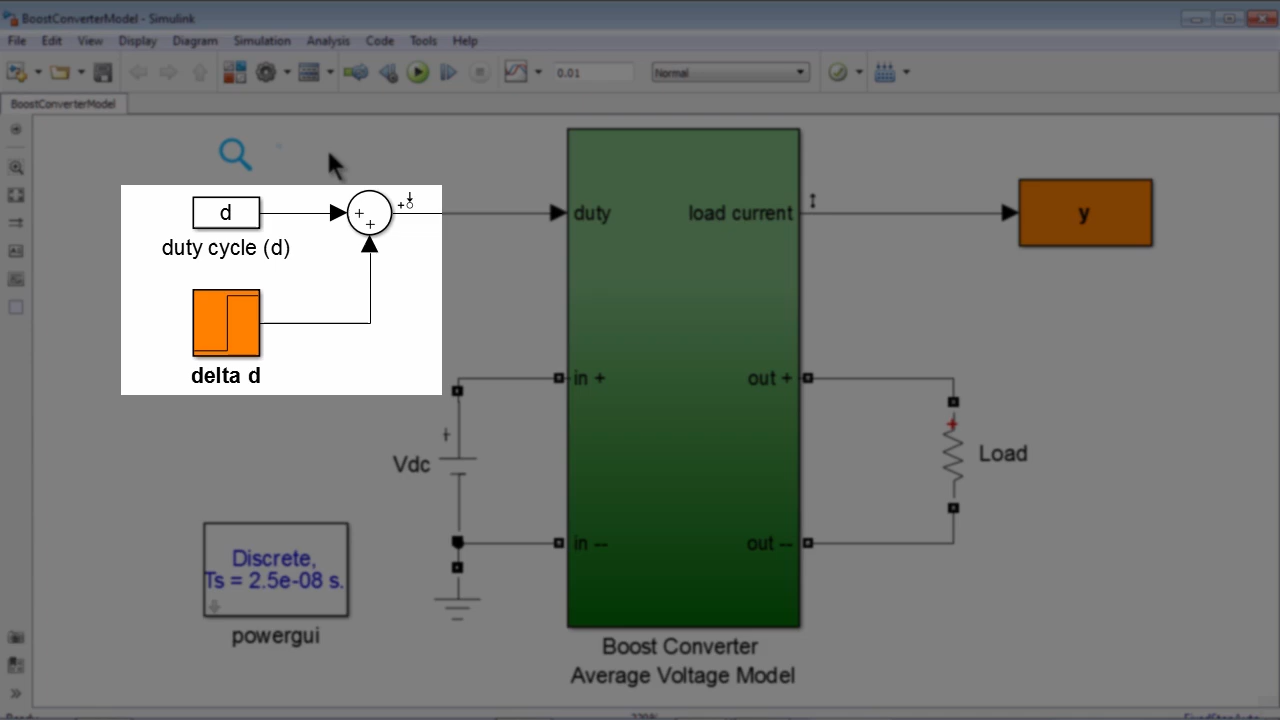 BoostConverterModel - Simulink
File Edit View Display Diagram Simulation Analysis Code Tools Help
0.01 Normal
BoostConverterModel
d
duty cycle (d)
delta d
duty
load current
y
in +
out +
Vdc
Load
in --
out --
Discrete,
Ts = 2.5e-08 s.
powergui
Boost Converter
Average Voltage Model